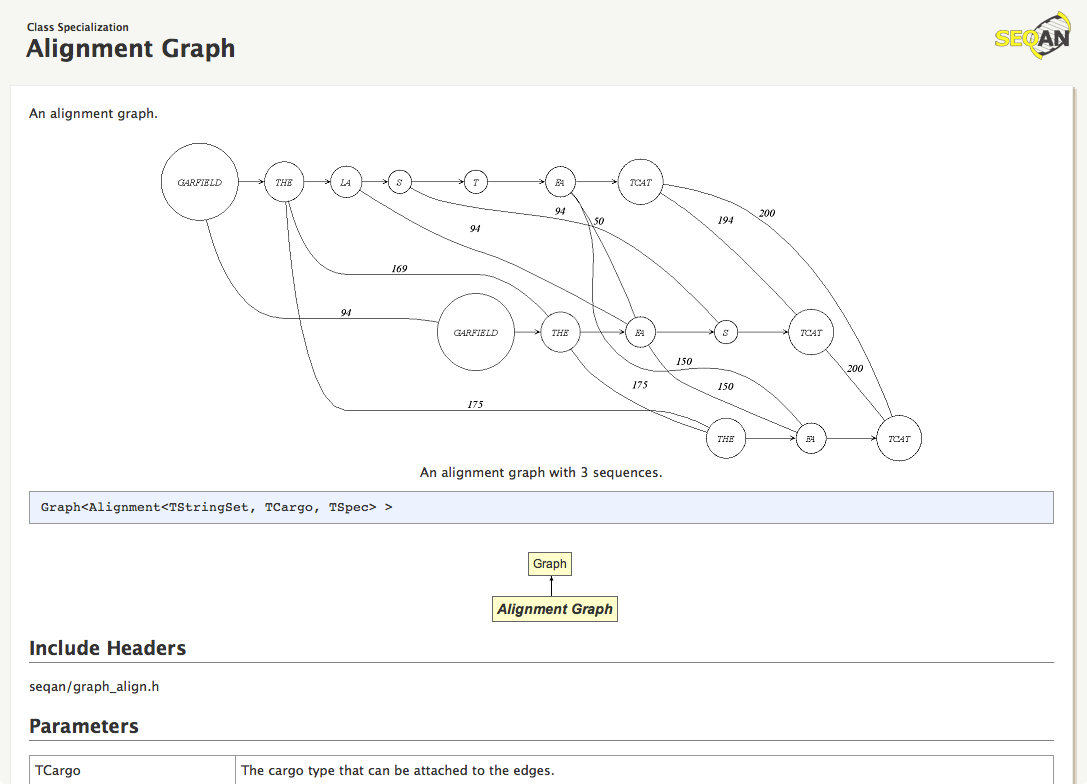 Class Specialization
Alignment Graph
SEQAN
An alignment graph.
GARFIELD THE LA S T FA TCAT
94 50 194 200
94
169
94
GARFIELD THE FA S TCAT
150 200
175 150
175
THE FA TCAT
An alignment graph with 3 sequences.
Graph<Alignment<TStringSet, TCargo, TSpec> >
Graph
Alignment Graph
Include Headers
seqan/graph_align.h
Parameters
TCargo The cargo type that can be attached to the edges.